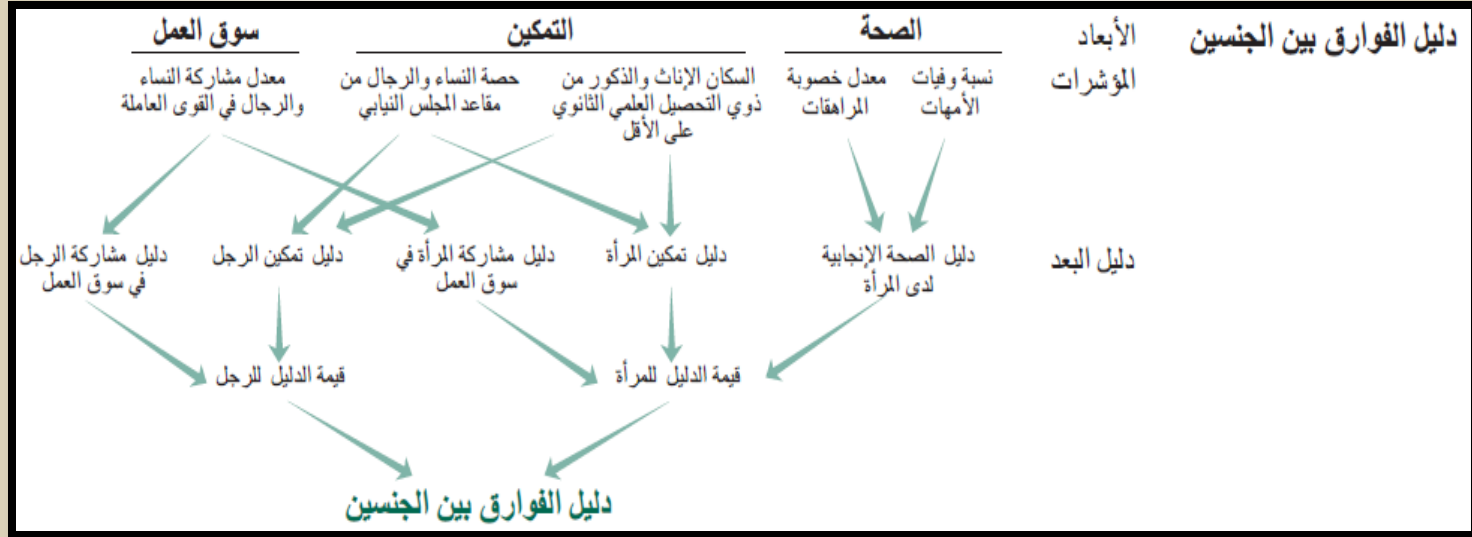 دليل الفوارق بين الجنسين
الأبعاد
الصحة
التمكين
سوق العمل
المؤشرات
نسبة وفيات
الأمهات
معدل خصوبة
المراهقات
السكان الإناث والذكور من
ذوي التحصيل العلمي الثانوي
على الأقل
حصة النساء والرجال من
مقاعد المجلس النيابي
معدل مشاركة النساء
والرجال في القوى العاملة
دليل البعد
دليل الصحة الإنجابية
لدى المرأة
دليل تمكين المرأة
دليل مشاركة المرأة في
سوق العمل
دليل تمكين الرجل
دليل مشاركة الرجل
في سوق العمل
قيمة الدليل للمرأة
قيمة الدليل للرجل
دليل الفوارق بين الجنسين